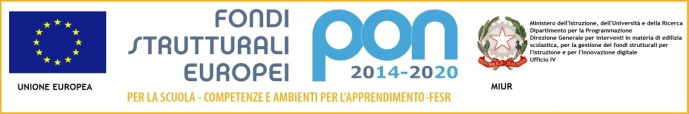 UNIONE EUROPEA
FONDI
STRUTTURALI
EUROPEI
pon
2014-2020
PER LA SCUOLA - COMPETENZE E AMBIENTI PER L'APPRENDIMENTO-FESR
REPUBBLICA ITALIANA
MIUR
Ministero dell'Istruzione, dell'Università e della Ricerca
Dipartimento per la Programmazione
Direzione Generale per interventi in materia di edilizia
scolastica, per la gestione dei fondi strutturali per
l'istruzione e per l'innovazione digitale
Ufficio IV